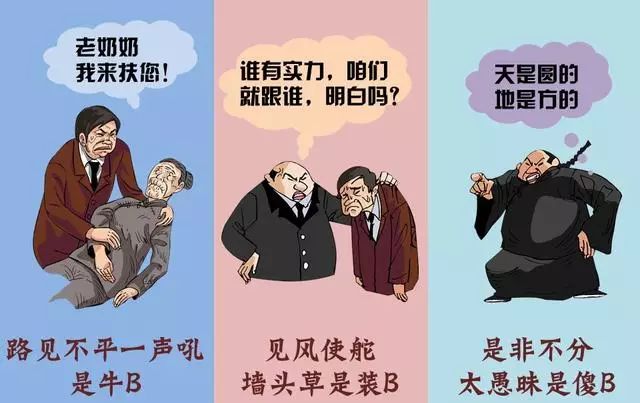 老奶奶
我来扶您!
路见不平一声吼
是牛B
谁有实力，咱们
就跟谁，明白吗?
见风使舵
墙头草是装B
天是圆的
地是方的
是非不分
太愚昧是傻B